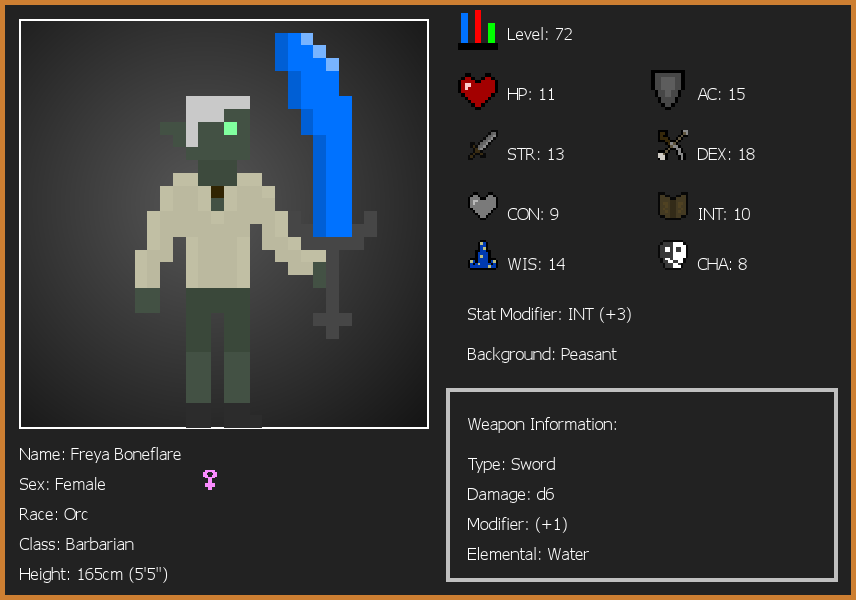 Level: 72
HP: 11
AC: 15
STR: 13
DEX: 18
CON: 9
INT: 10
WIS: 14
CHA: 8
Stat Modifier: INT (+3)
Background: Peasant
Weapon Information:
Type: Sword
Damage: d6
Modifier: (+1)
Elemental: Water
Name: Freya Boneflare
Sex: Female
Race: Orc
Class: Barbarian
Height: 165cm (5'5")